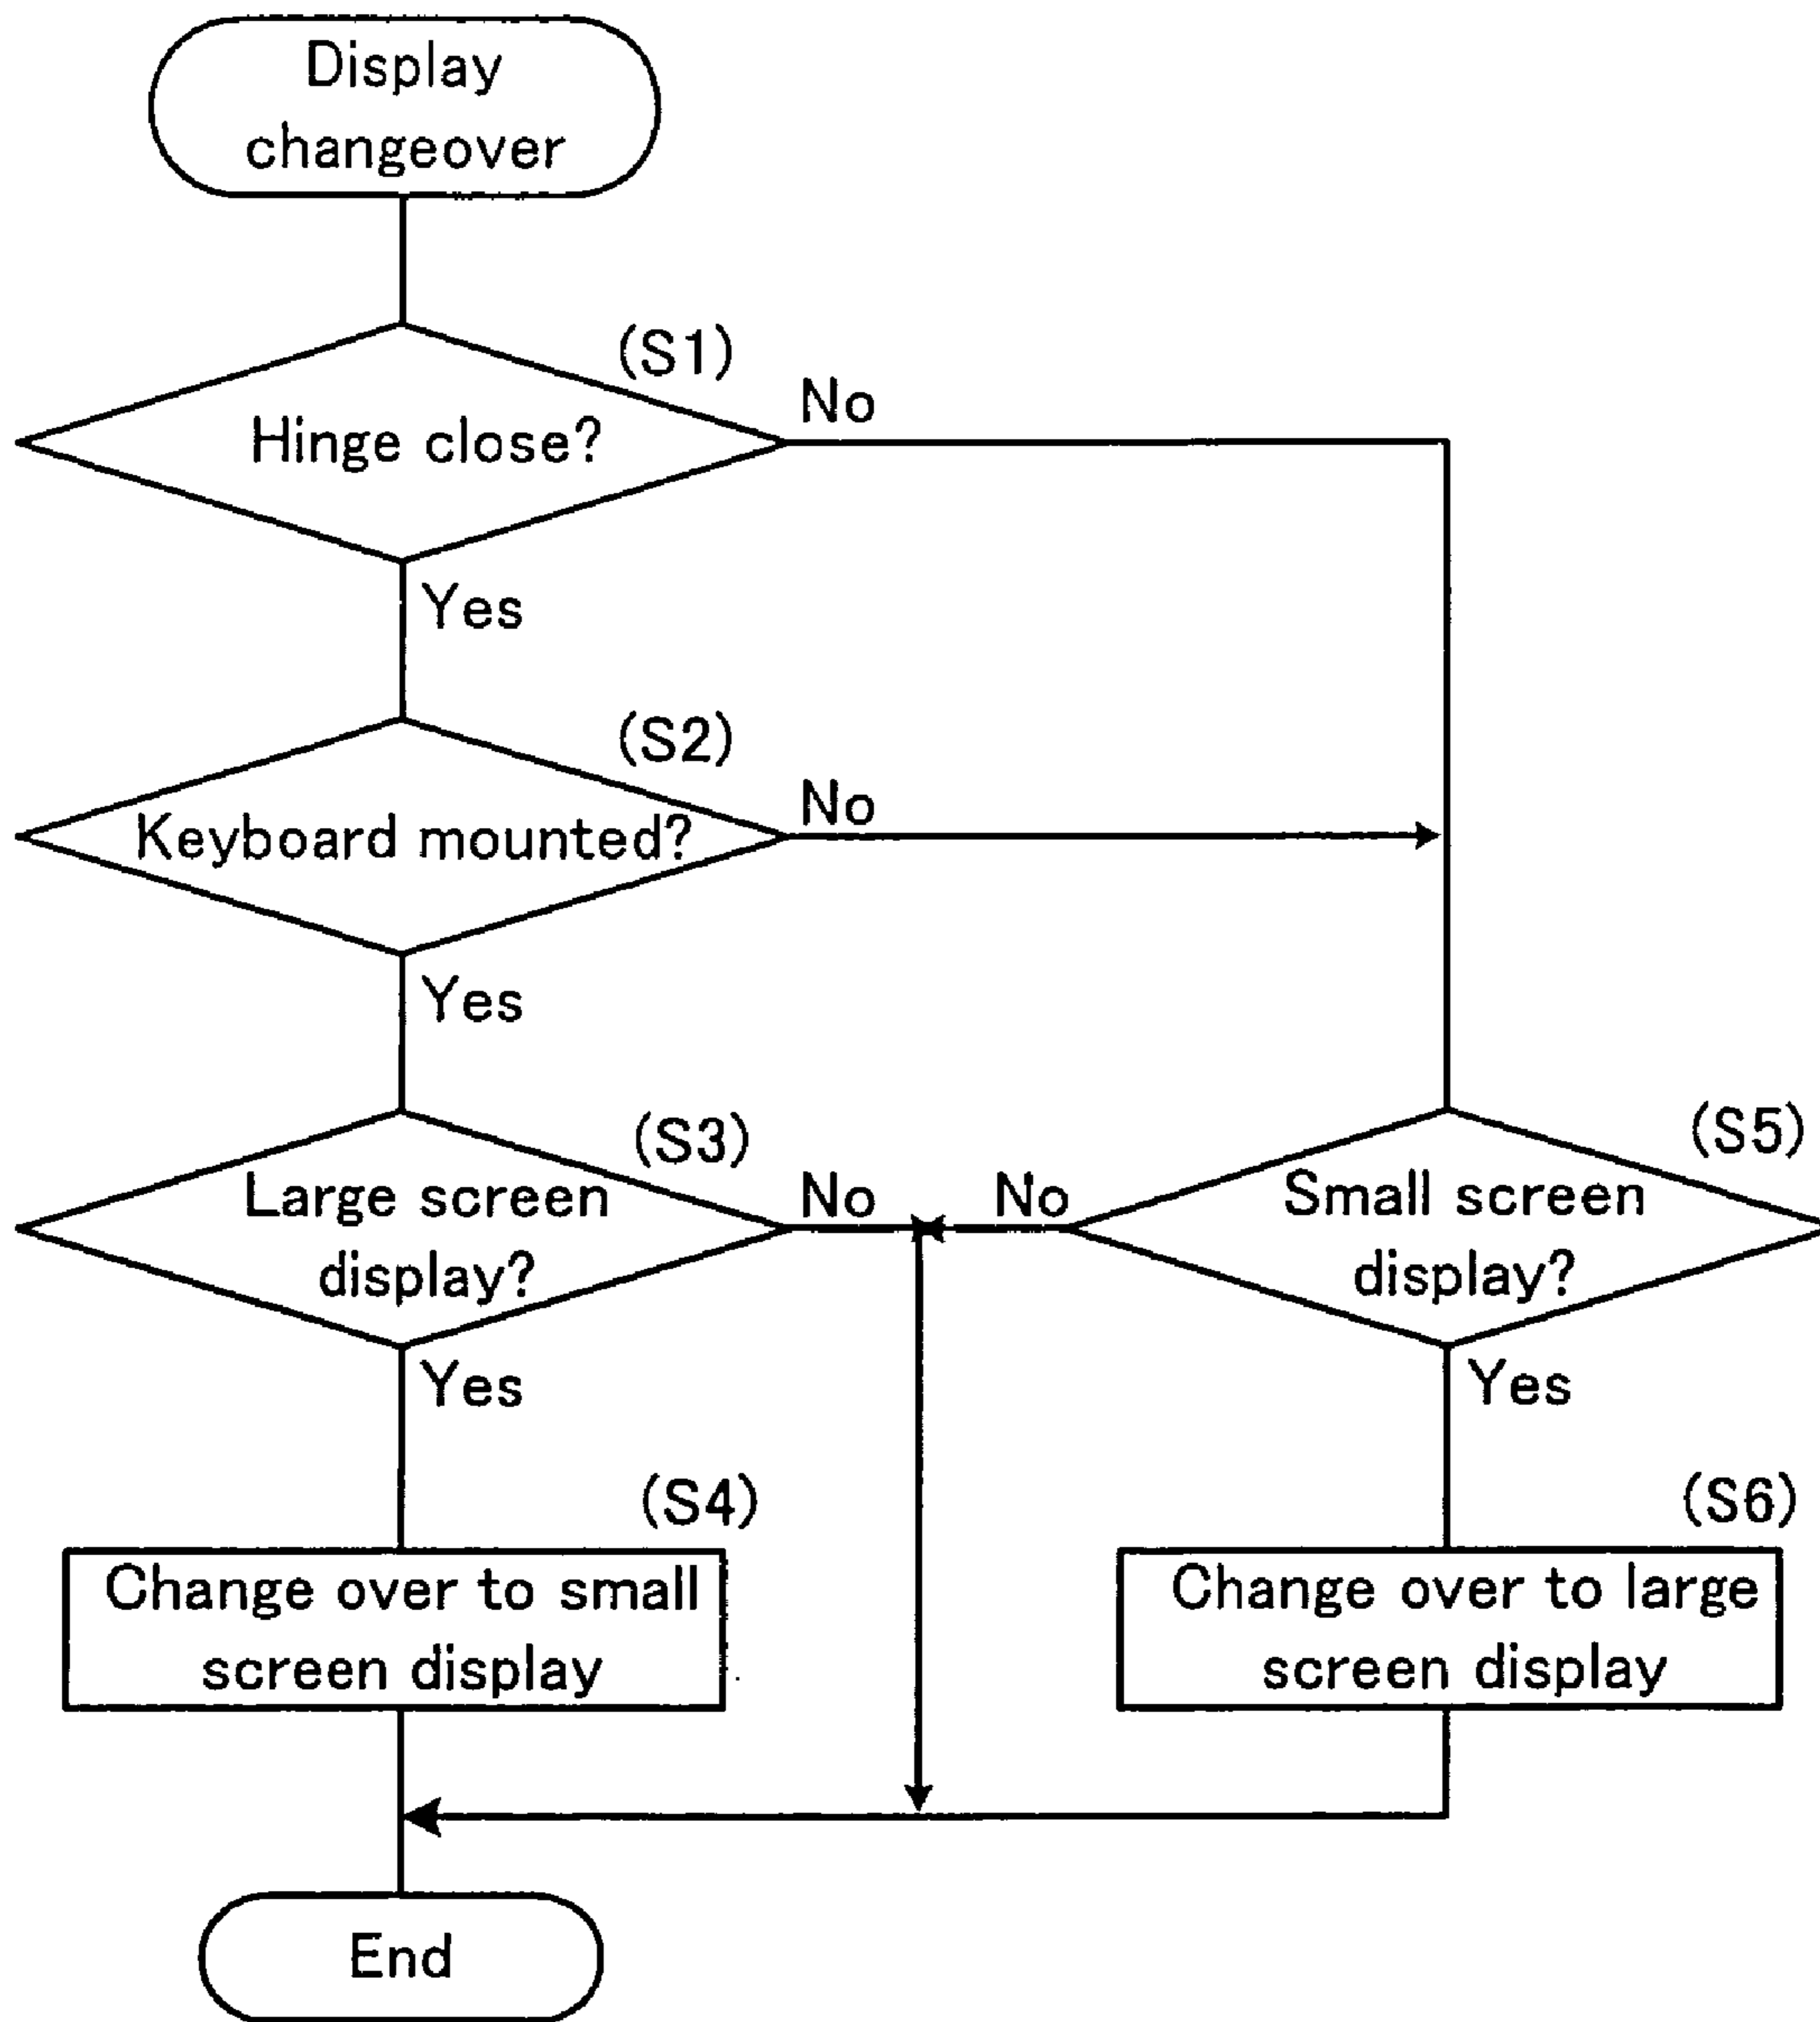 Display
changeover
(S1)
Hinge close?
No
Yes
(S2)
Keyboard mounted?
No
Yes
(S3)
Large screen
display?
No
Yes
(S5)
Small screen
display?
No
Yes
(S4)
Change over to small
screen display
(S6)
Change over to large
screen display
End